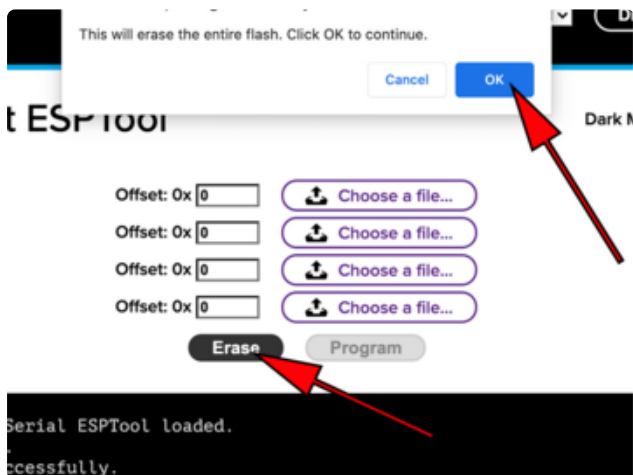 This will erase the entire flash. Click OK to continue.
Cancel OK
t ESPTool
Dark M
Offset: 0x 0 Choose a file...
Offset: 0x 0 Choose a file...
Offset: 0x 0 Choose a file...
Offset: 0x 0 Choose a file...
Erase Program
Serial ESPTool loaded.
.
ccessfully.